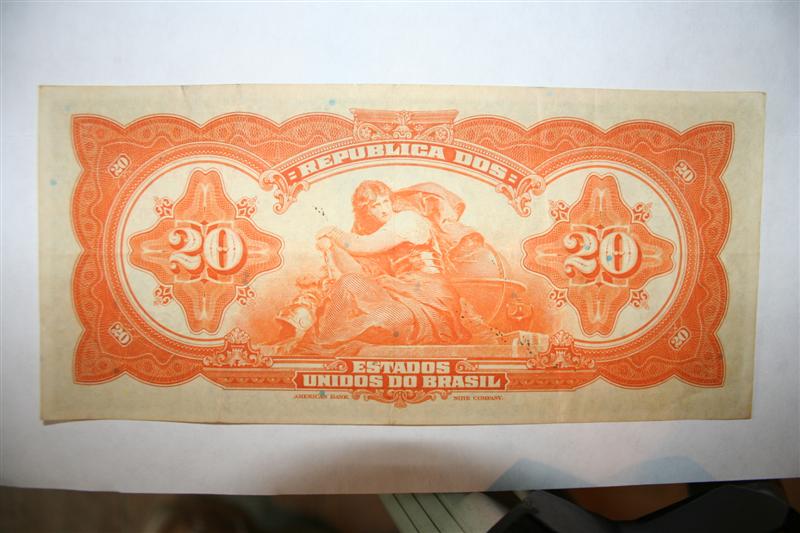 20 20
REPUBLICA DOS
20 20
20 20
ESTADOS
UNIDOS DO BRASIL
AMERICAN BANK NOTE COMPANY.